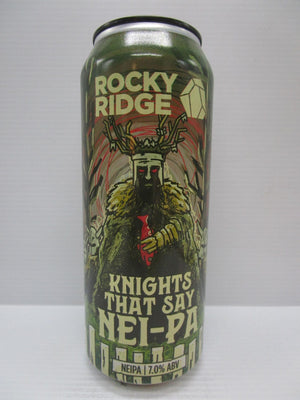 ROCKY
RIDGE
KNIGHTS
THAT SAY
NEI-PA
NEIPA | 7.0% ABV